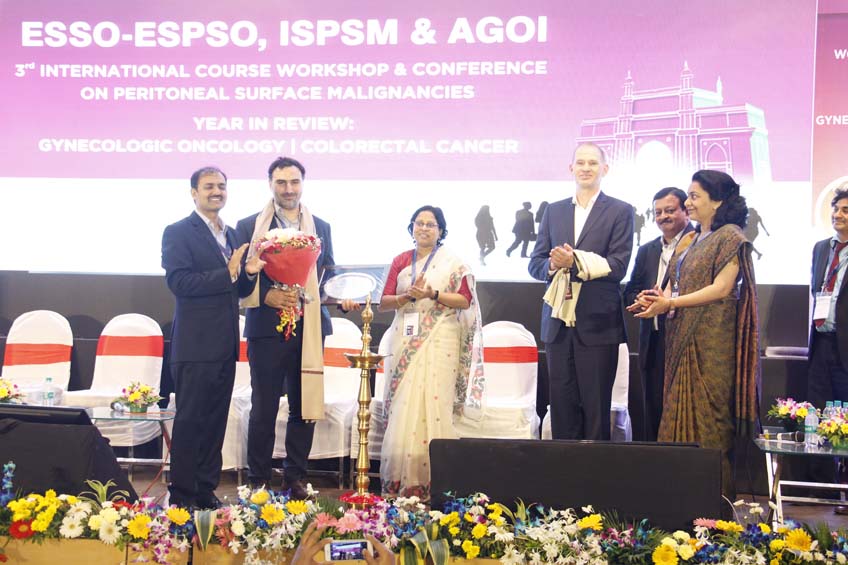 ESSO-ESPSO, ISPSM & AGOI
3rd INTERNATIONAL COURSE WORKSHOP & CONFERENCE
ON PERITONEAL SURFACE MALIGNANCIES
YEAR IN REVIEW:
GYNECOLOGIC ONCOLOGY | COLORECTAL CANCER